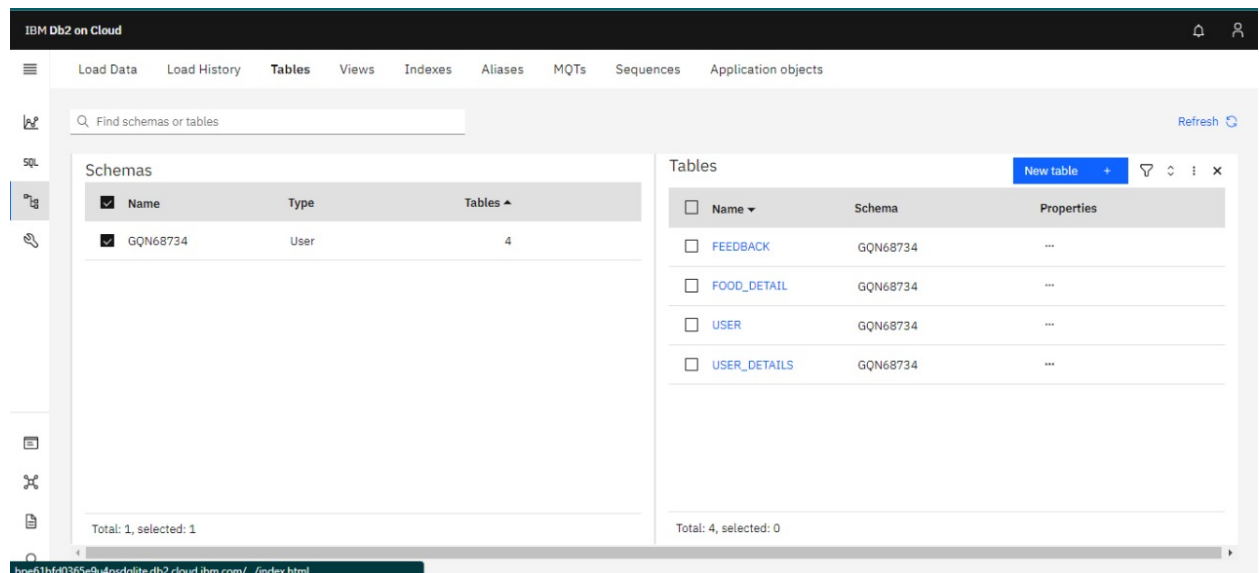 IBM Db2 on Cloud
Load Data Load History Tables Views Indexes Aliases MQTs Sequences Application objects
Find schemas or tables
Refresh
SQL
Schemas
Name Type Tables
GQN68734 User 4
Total: 1, selected: 1
Tables
New table +
Name Schema Properties
FEEDBACK GQN68734 ...
FOOD_DETAIL GQN68734 ...
USER GQN68734 ...
USER_DETAILS GQN68734 ...
Total: 4, selected: 0